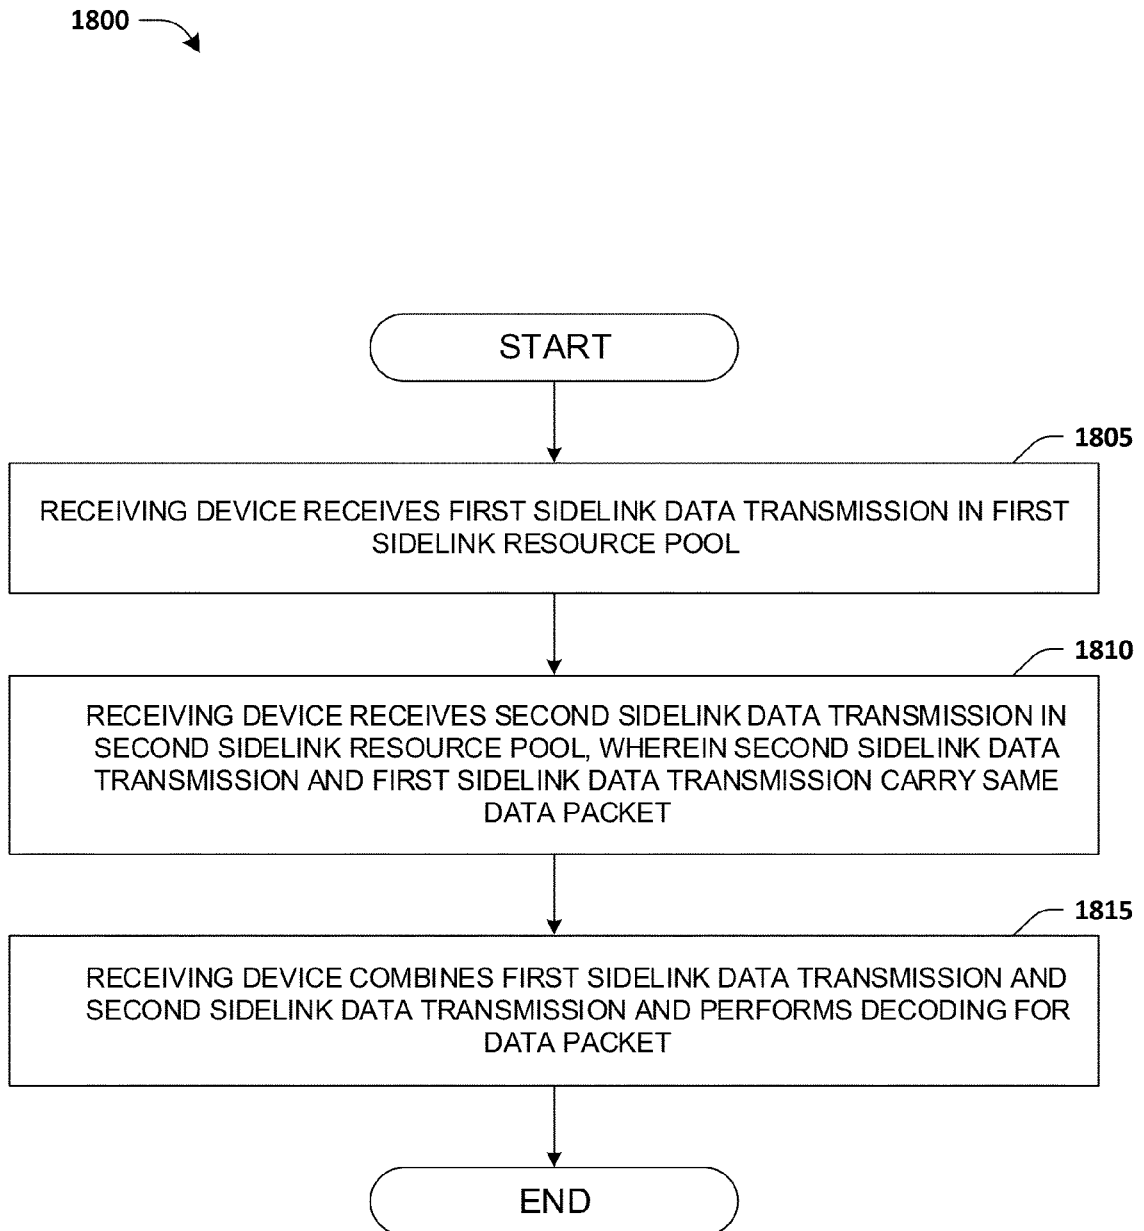 1800
START
1805
RECEIVING DEVICE RECEIVES FIRST SIDELINK DATA TRANSMISSION IN FIRST
SIDELINK RESOURCE POOL
1810
RECEIVING DEVICE RECEIVES SECOND SIDELINK DATA TRANSMISSION IN
SECOND SIDELINK RESOURCE POOL, WHEREIN SECOND SIDELINK DATA
TRANSMISSION AND FIRST SIDELINK DATA TRANSMISSION CARRY SAME
DATA PACKET
1815
RECEIVING DEVICE COMBINES FIRST SIDELINK DATA TRANSMISSION AND
SECOND SIDELINK DATA TRANSMISSION AND PERFORMS DECODING FOR
DATA PACKET
END